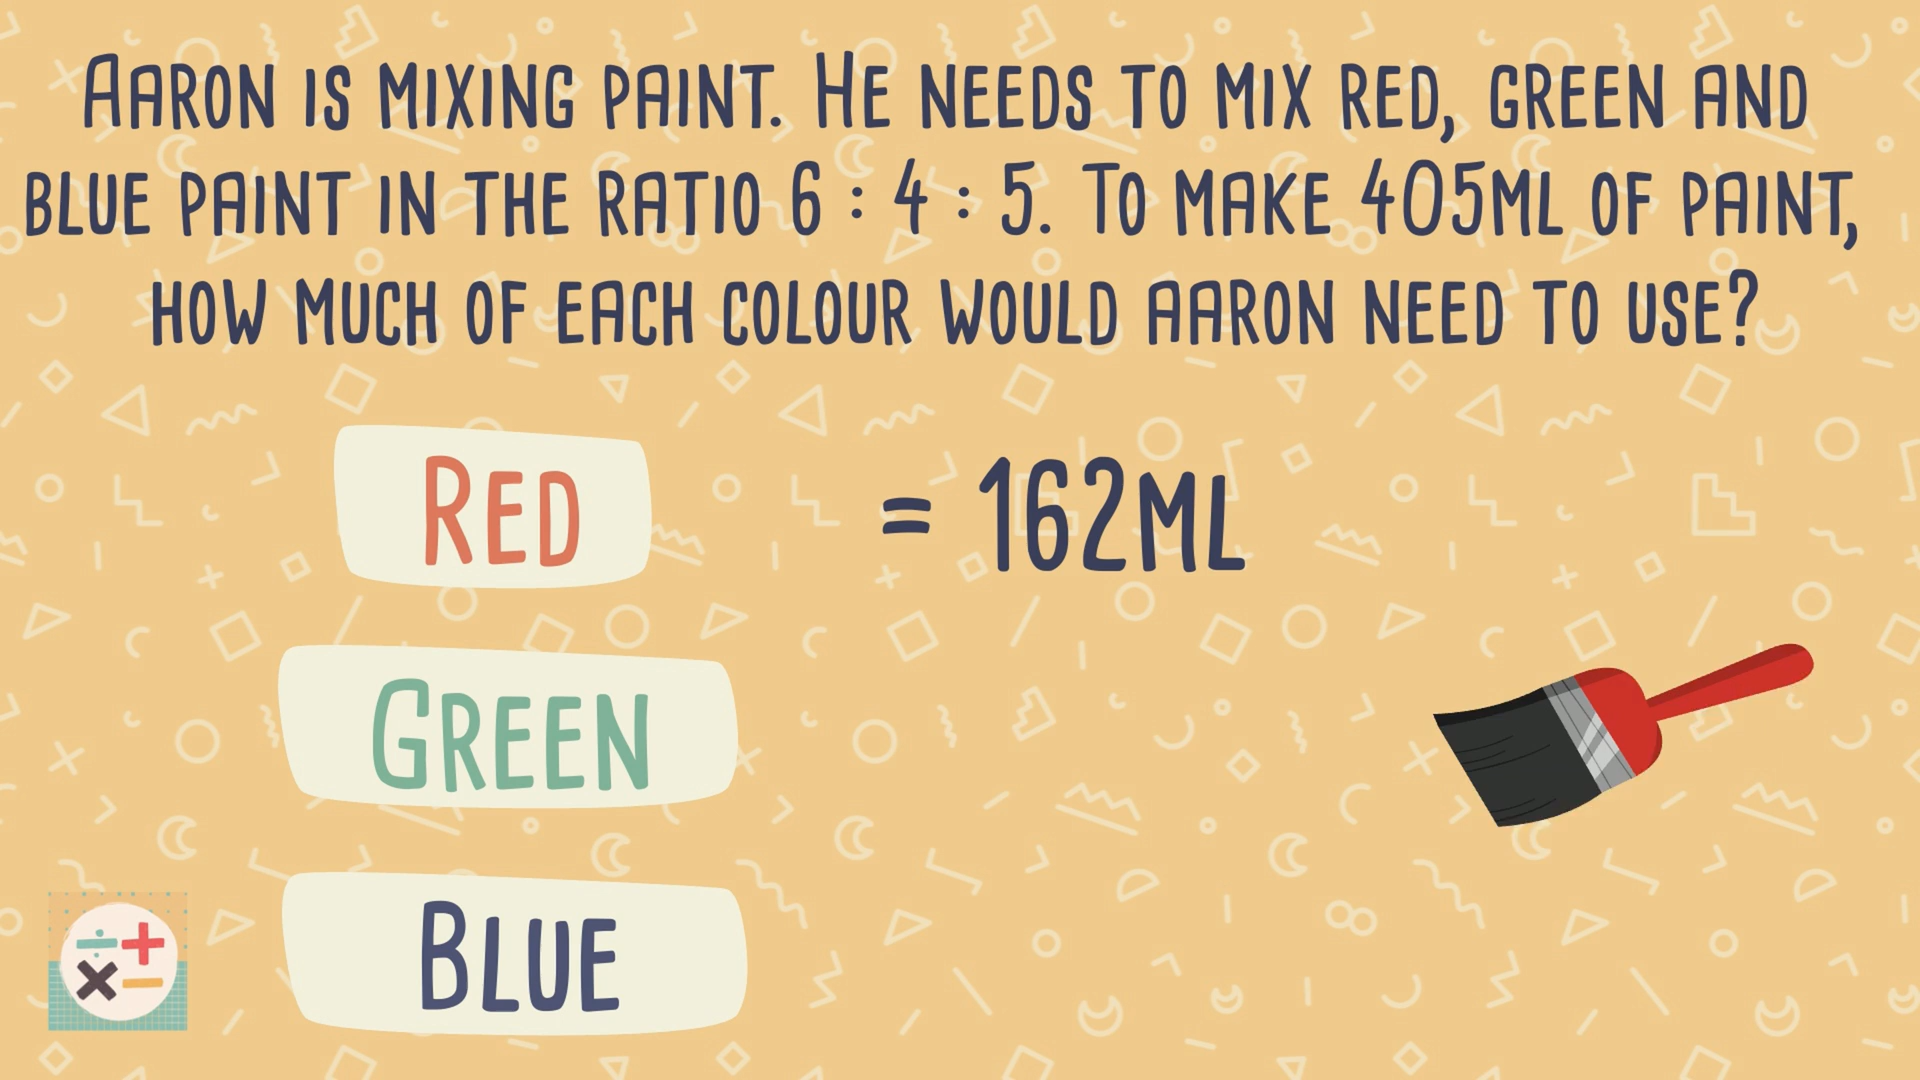 Aaron is mixing paint. He needs to mix red, green and
blue paint in the ratio 6 : 4 : 5. To make 405ml of paint,
how much of each colour would aaron need to use?
Red = 162ml
Green
Blue
÷ +
× −